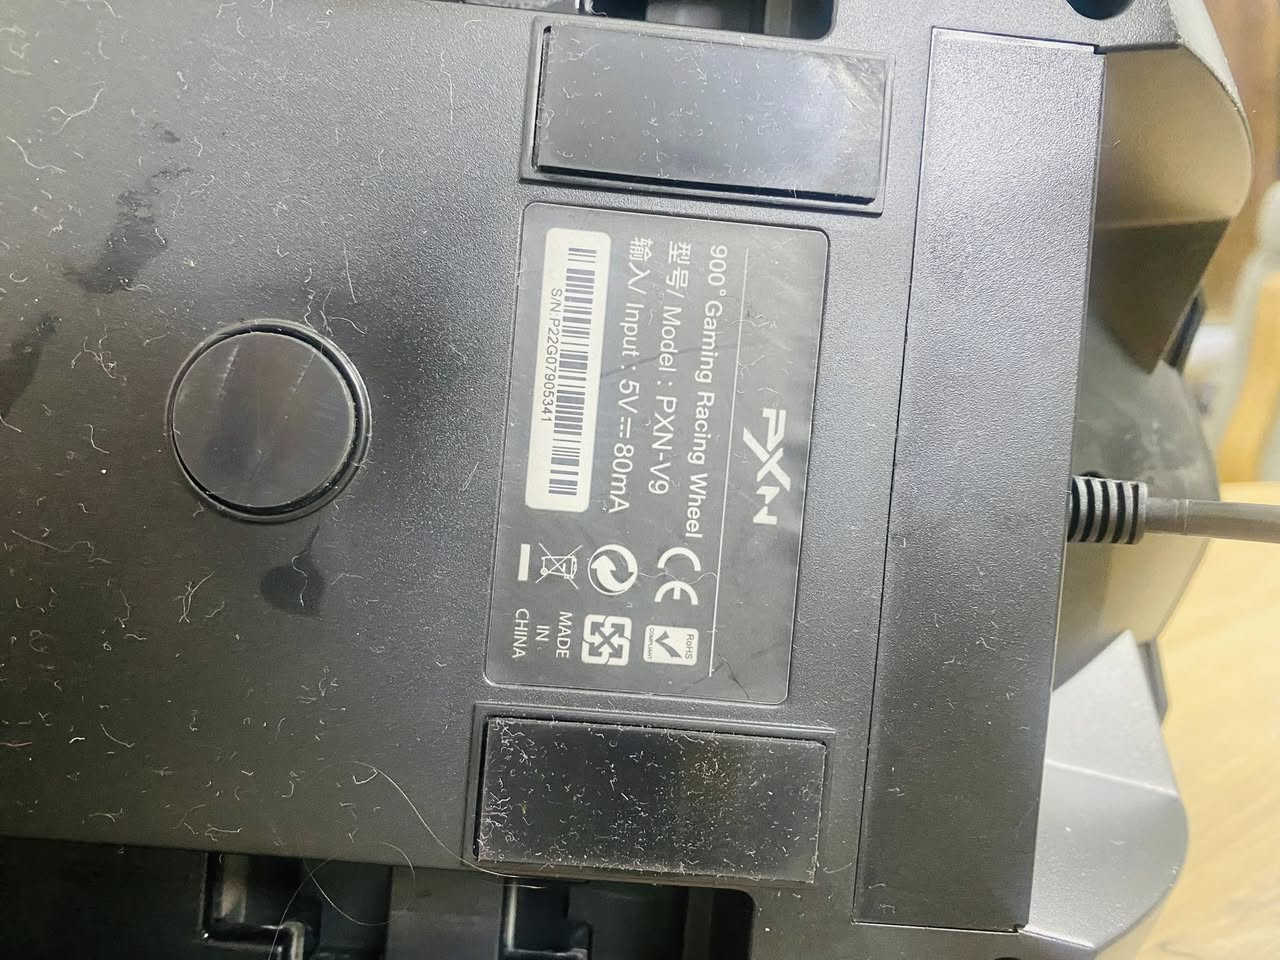 PXN
900° Gaming Racing Wheel
型号/ Model : PXN-V9
输入/ Input : 5V⎓80mA
S/N:P22G07905341
CE
RoHS
COMPLIANT
MADE
IN
CHINA